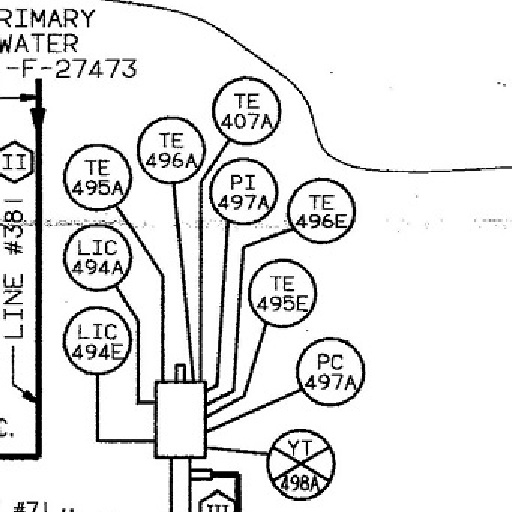 RIMARY
WATER
-F-27473
TE
407A
TE
496A
TE
495A
PI
497A
TE
496E
II
LIC
494A
TE
495E
LINE #381
LIC
494E
PC
497A
C.
YT
498A
#71
III